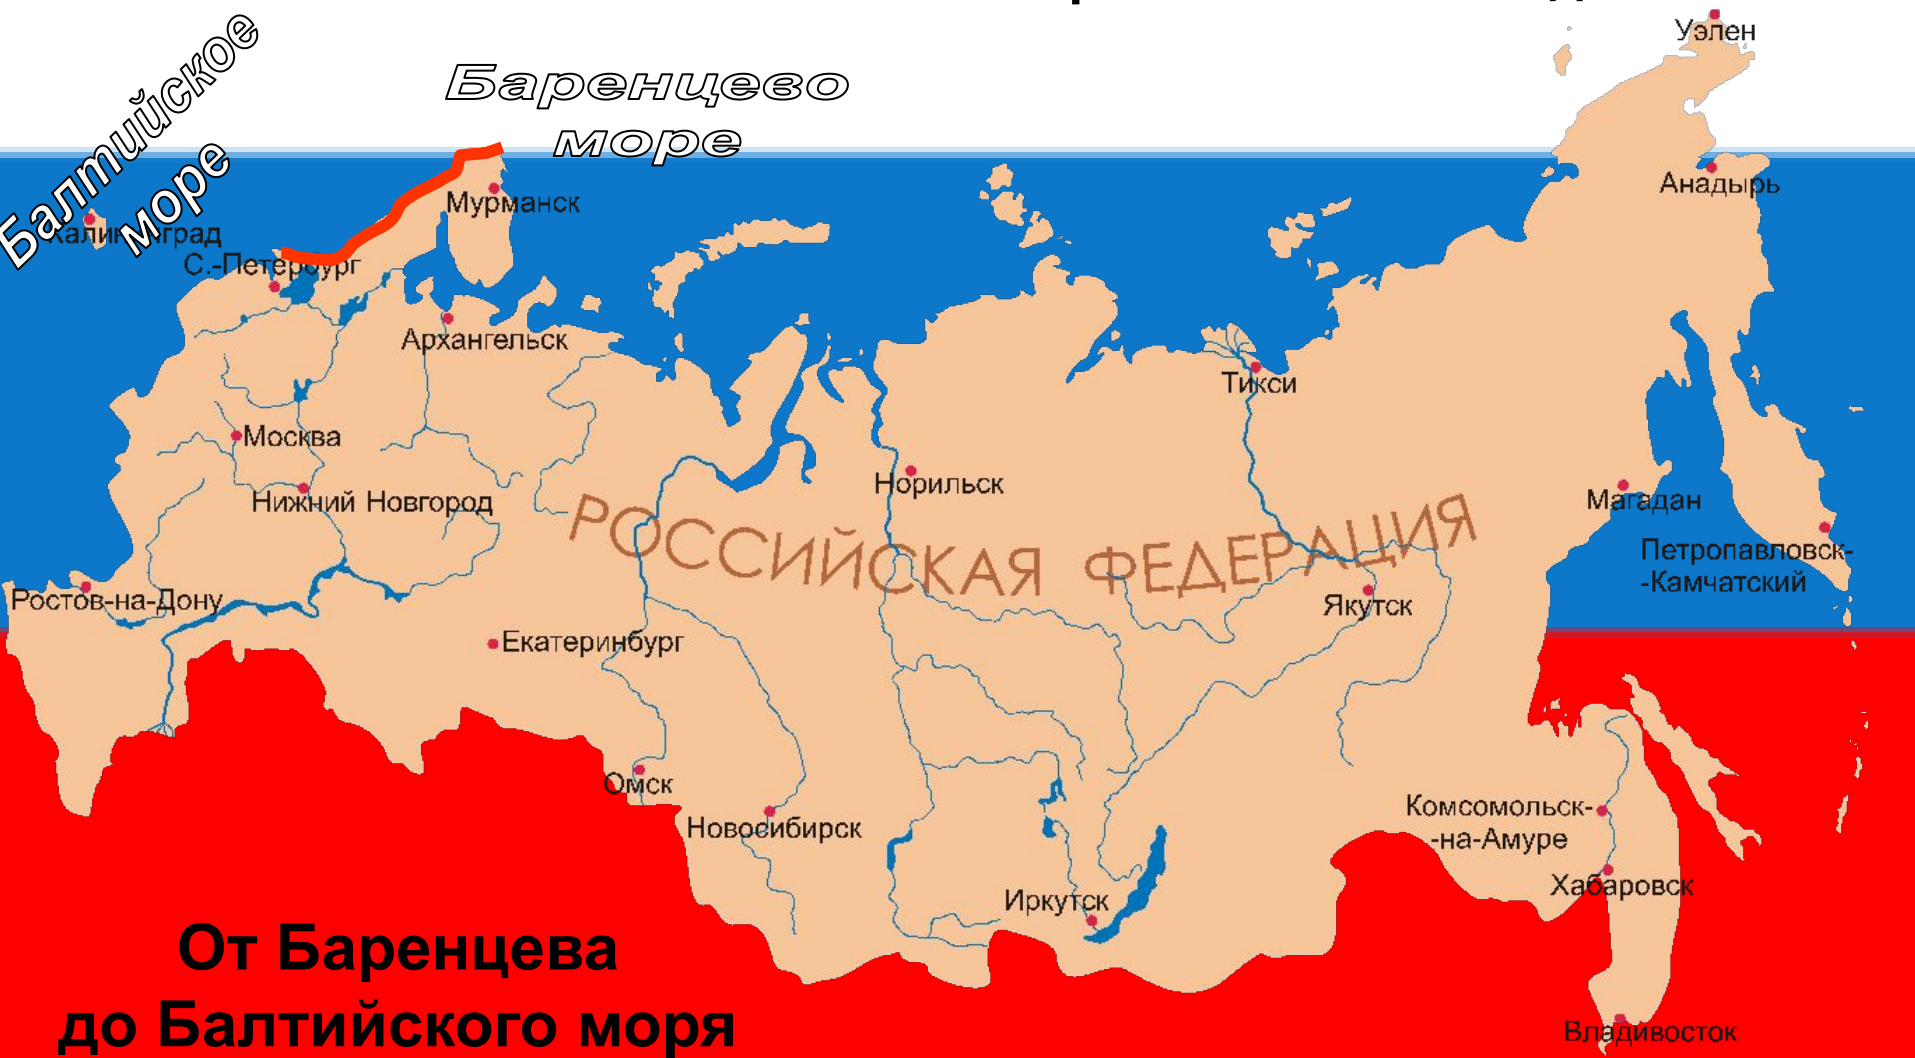 Уэлен
Балтийское
море
Баренцево
море
Мурманск
Анадырь
Калининград
С.-Петербург
Архангельск
Тикси
Москва
Норильск
Нижний Новгород
Магадан
РОССИЙСКАЯ ФЕДЕРАЦИЯ
Петропавловск-
-Камчатский
Ростов-на-Дону
Якутск
Екатеринбург
Омск
Новосибирск
Комсомольск-
-на-Амуре
Хабаровск
Иркутск
От Баренцева
до Балтийского моря
Владивосток